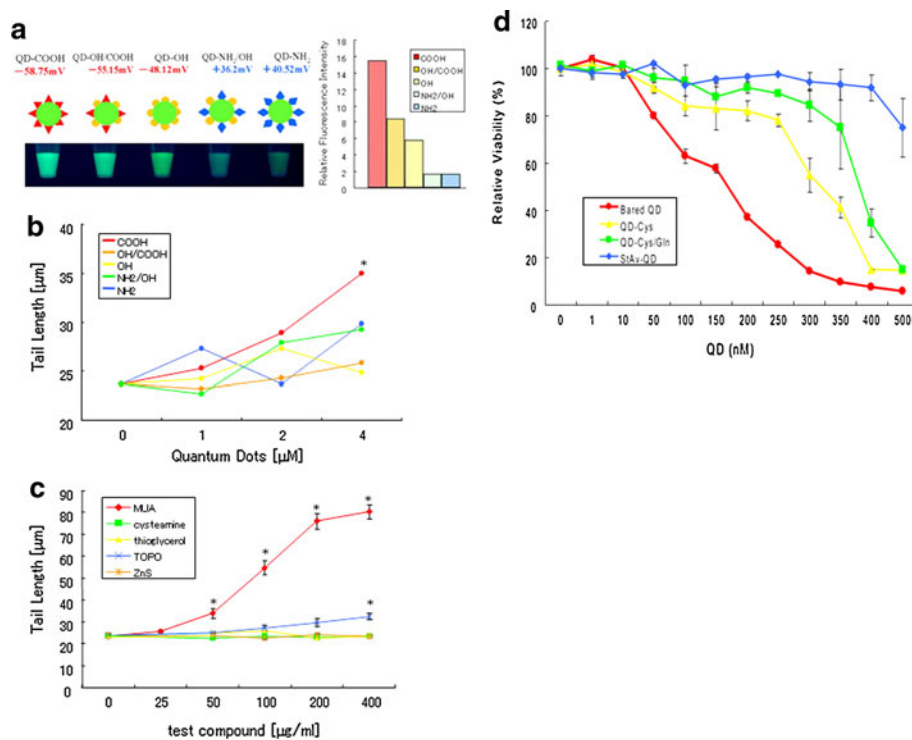 a
QD-COOH QD-OH/COOH QD-OH QD-NH2/OH QD-NH2
−58.75mV −55.15mV −48.12mV +36.2mV +40.52mV
Relative Fluorescence Intensity
16
14
12
10
8
6
4
2
0
COOH
OH/COOH
OH
NH2/OH
NH2
b
Tail Length [μm]
40
35
30
25
20
COOH
OH/COOH
OH
NH2/OH
NH2
*
0 1 2 4
Quantum Dots [μM]
c
Tail Length [μm]
90
80
70
60
50
40
30
20
10
0
MUA
cysteamine
thioglycerol
TOPO
ZnS
* * * * *
0 25 50 100 200 400
test compound [μg/ml]
d
Relative Viability (%)
120
100
80
60
40
20
0
Bared QD
QD-Cys
QD-Cys/Gln
StAv-QD
0 1 10 50 100 150 200 250 300 350 400 500
QD (nM)